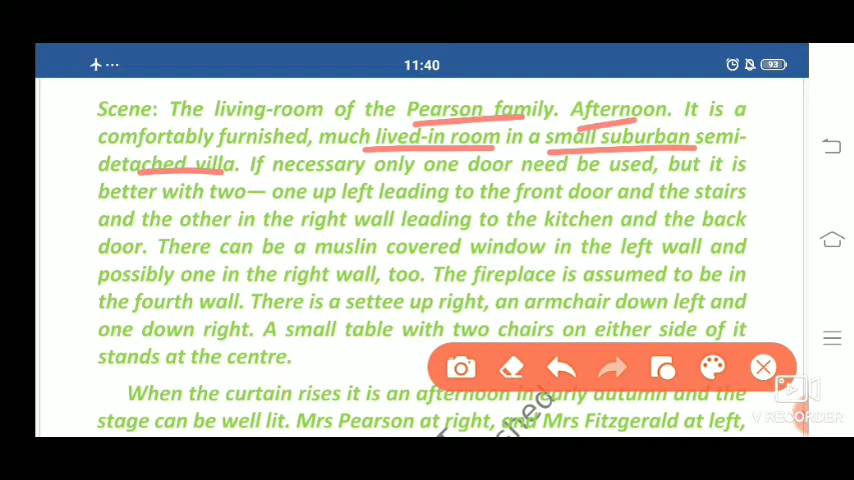 11:40
93
Scene: The living-room of the Pearson family. Afternoon. It is a
comfortably furnished, much lived-in room in a small suburban semi-
detached villa. If necessary only one door need be used, but it is
better with two— one up left leading to the front door and the stairs
and the other in the right wall leading to the kitchen and the back
door. There can be a muslin covered window in the left wall and
possibly one in the right wall, too. The fireplace is assumed to be in
the fourth wall. There is a settee up right, an armchair down left and
one down right. A small table with two chairs on either side of it
stands at the centre.
When the curtain rises it is an afternoon in early autumn and the
stage can be well lit. Mrs Pearson at right, and Mrs Fitzgerald at left,
V RECORDER